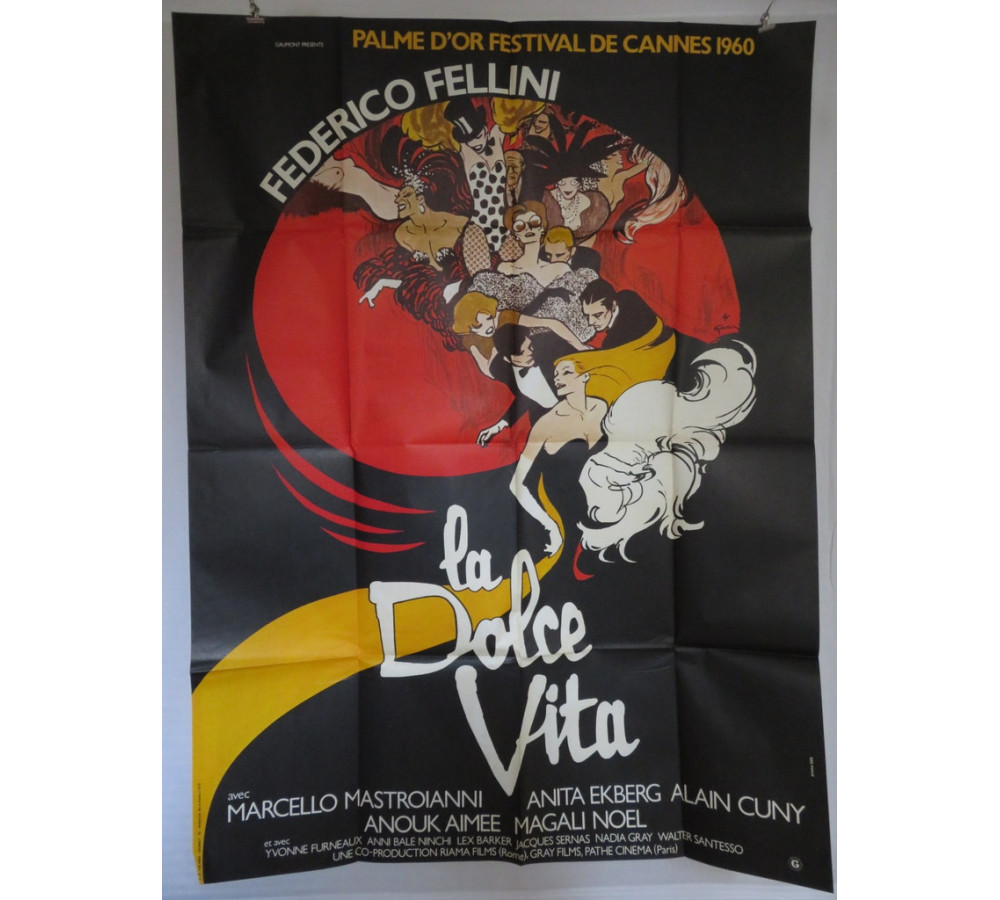 GAUMONT PRESENTS
PALME D'OR FESTIVAL DE CANNES 1960
FEDERICO FELLINI
la
Dolce
Vita
avec
MARCELLO MASTROIANNI ANITA EKBERG ALAIN CUNY
ANOUK AIMEE MAGALI NOEL
et avec
YVONNE FURNEAUX ANNI BALE NINCHI LEX BARKER JACQUES SERNAS NADIA GRAY WALTER SANTESSO
UNE CO-PRODUCTION RIAMA FILMS (Rome), GRAY FILMS, PATHE CINEMA (Paris)
G